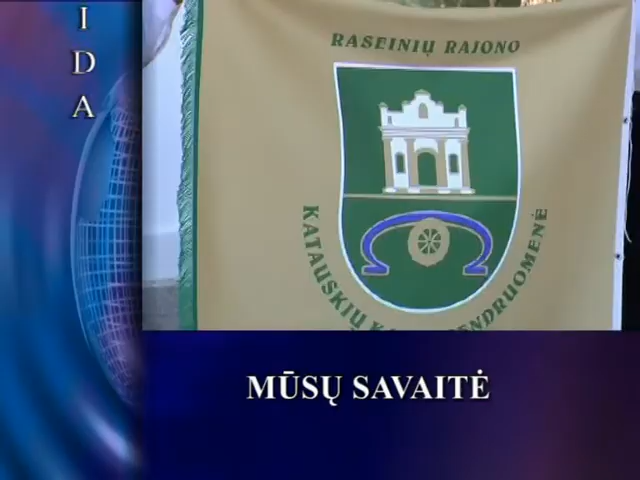 I
D
A
RASEINIŲ RAJONO
KATAUSKIŲ
BENDRUOMENĖ
MŪSŲ SAVAITĖ